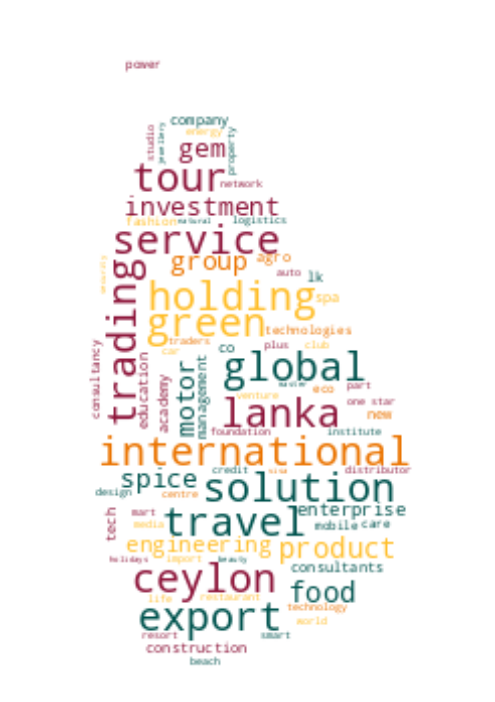 power
company
energy
studio
jewellery
property
gem
tour
network
investment
fashion
natural
logistics
service
group
agro
security
auto
lk
trading
holding
spa
green
technologies
traders
car
co
plus
club
consultancy
education
academy
motor
management
global
master
eco
part
venture
one star
lanka
new
foundation
institute
international
credit
visa
distributor
spice
solution
design
centre
tech
mart
travel
enterprise
media
mobile
care
engineering
product
holidays
import
beauty
consultants
ceylon
food
life
restaurant
technology
export
world
resort
smart
construction
beach